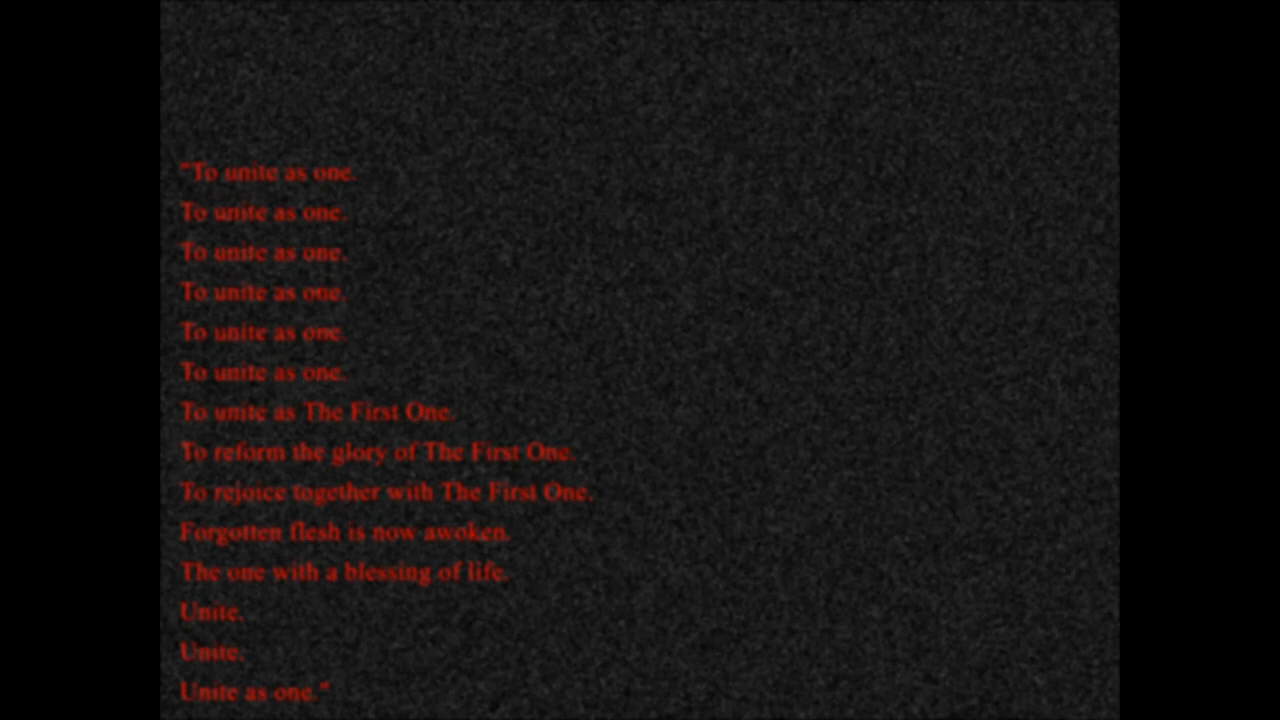 "To unite as one.
To unite as one.
To unite as one.
To unite as one.
To unite as one.
To unite as one.
To unite as The First One.
To reform the glory of The First One.
To rejoice together with The First One.
Forgotten flesh is now awoken.
The one with a blessing of life.
Unite.
Unite.
Unite as one."